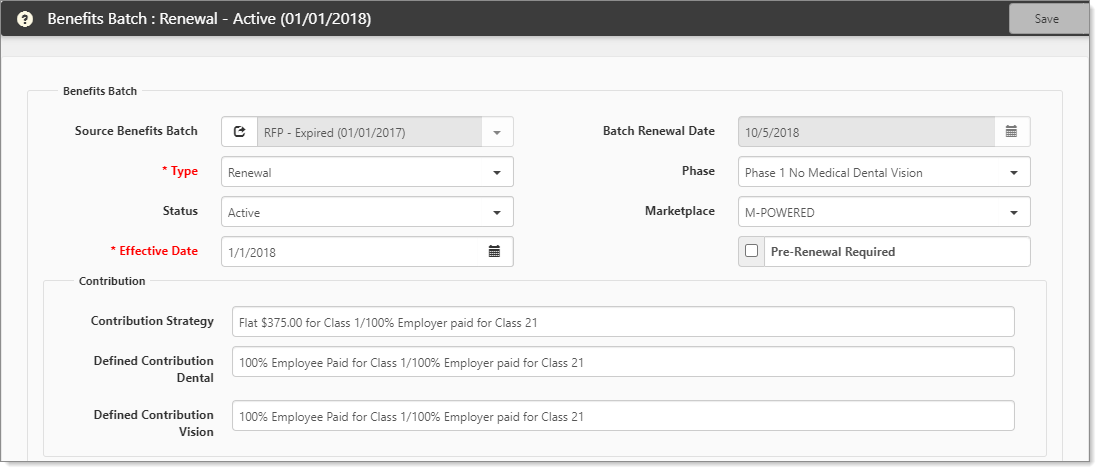 ? Benefits Batch : Renewal - Active (01/01/2018) Save
Benefits Batch
Source Benefits Batch RFP - Expired (01/01/2017) Batch Renewal Date 10/5/2018
* Type Renewal Phase Phase 1 No Medical Dental Vision
Status Active Marketplace M-POWERED
* Effective Date 1/1/2018 Pre-Renewal Required
Contribution
Contribution Strategy Flat $375.00 for Class 1/100% Employer paid for Class 21
Defined Contribution 100% Employee Paid for Class 1/100% Employer paid for Class 21
Dental
Defined Contribution 100% Employee Paid for Class 1/100% Employer paid for Class 21
Vision